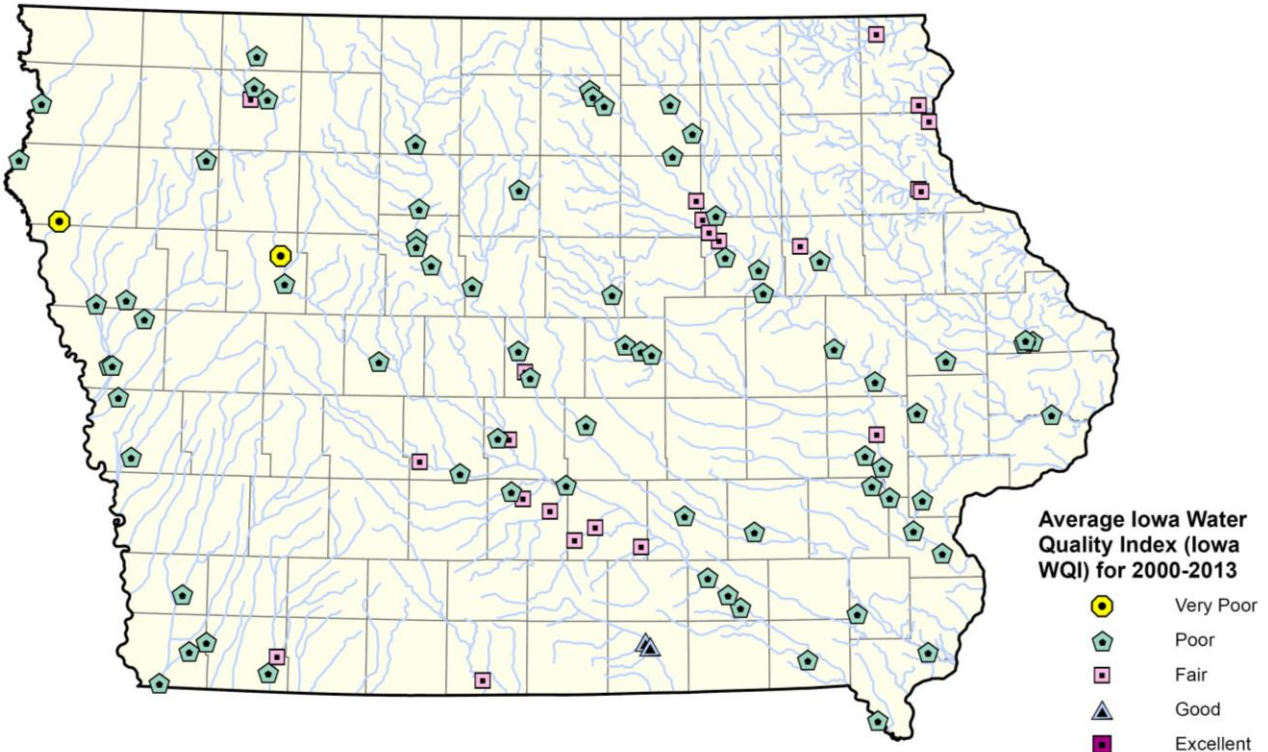 Average Iowa Water
Quality Index (Iowa
WQI) for 2000-2013
Very Poor
Poor
Fair
Good
Excellent